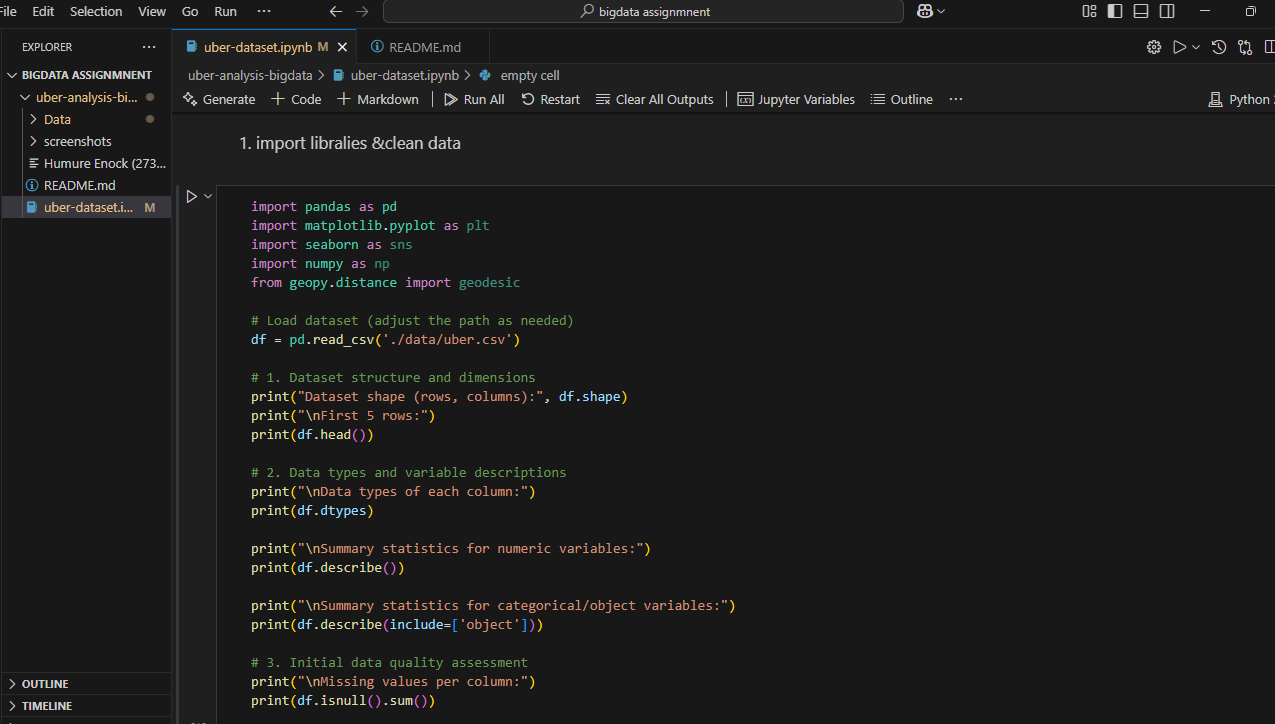 File Edit Selection View Go Run ··· bigdata assignmnent
EXPLORER ···
uber-dataset.ipynb M
README.md
BIGDATA ASSIGNMNENT
uber-analysis-bi...
Data
screenshots
Humure Enock (273...
README.md
uber-dataset.i... M
OUTLINE
TIMELINE
uber-analysis-bigdata > uber-dataset.ipynb > empty cell
Generate + Code + Markdown Run All Restart Clear All Outputs Jupyter Variables Outline ··· Python
1. import libralies &clean data
import pandas as pd
import matplotlib.pyplot as plt
import seaborn as sns
import numpy as np
from geopy.distance import geodesic
# Load dataset (adjust the path as needed)
df = pd.read_csv('./data/uber.csv')
# 1. Dataset structure and dimensions
print("Dataset shape (rows, columns):", df.shape)
print("\nFirst 5 rows:")
print(df.head())
# 2. Data types and variable descriptions
print("\nData types of each column:")
print(df.dtypes)
print("\nSummary statistics for numeric variables:")
print(df.describe())
print("\nSummary statistics for categorical/object variables:")
print(df.describe(include=['object']))
# 3. Initial data quality assessment
print("\nMissing values per column:")
print(df.isnull().sum())